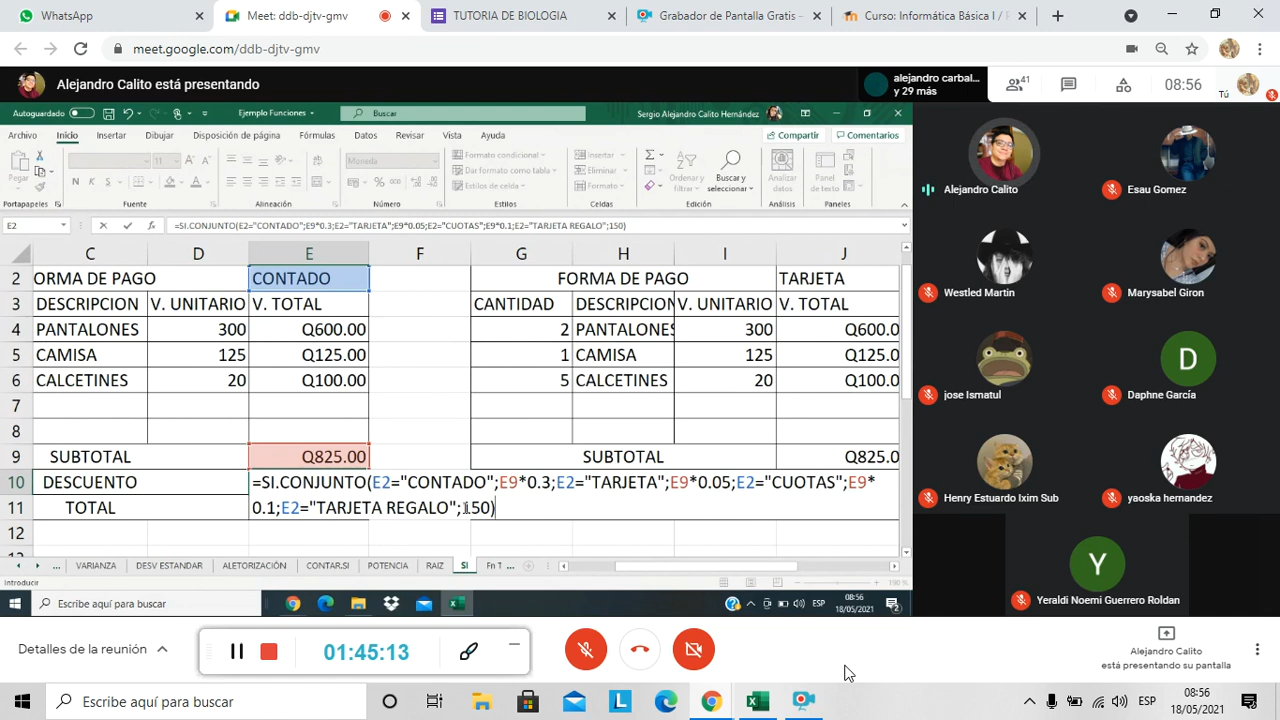 WhatsApp
Meet: ddb-djtv-gmv
TUTORIA DE BIOLOGIA
Grabador de Pantalla Gratis –
Curso: Informática Básica I / P
meet.google.com/ddb-djtv-gmv
Alejandro Calito está presentando
alejandro carbal...
y 29 más
41
08:56
Tú
Autoguardado
Ejemplo Funciones
Buscar
Sergio Alejandro Calito Hernández
Archivo Inicio Insertar Dibujar Disposición de página Fórmulas Datos Revisar Vista Ayuda
Compartir
Comentarios
Pegar
Portapapeles
11
Fuente
Alineación
Moneda
Número
Formato condicional
Dar formato como tabla
Estilos de celda
Estilos
Insertar
Eliminar
Formato
Celdas
Ordenar y
filtrar
Buscar y
seleccionar
Edición
Analizar
datos
Análisis
Panel
de texto
Paneles
E2
=SI.CONJUNTO(E2="CONTADO";E9*0.3;E2="TARJETA";E9*0.05;E2="CUOTAS";E9*0.1;E2="TARJETA REGALO";150)
C D E F G H I J
2 ORMA DE PAGO CONTADO FORMA DE PAGO TARJETA
3 DESCRIPCION V. UNITARIO V. TOTAL CANTIDAD DESCRIPCION V. UNITARIO V. TOTAL
4 PANTALONES 300 Q600.00 2 PANTALONES 300 Q600.0
5 CAMISA 125 Q125.00 1 CAMISA 125 Q125.0
6 CALCETINES 20 Q100.00 5 CALCETINES 20 Q100.0
7
8
9 SUBTOTAL Q825.00 SUBTOTAL Q825.0
10 DESCUENTO =SI.CONJUNTO(E2="CONTADO";E9*0.3;E2="TARJETA";E9*0.05;E2="CUOTAS";E9*
11 TOTAL 0.1;E2="TARJETA REGALO";150)
12
... VARIANZA DESV ESTANDAR ALETORIZACIÓN CONTAR.SI POTENCIA RAIZ SI Fn T ...
Introducir
190 %
Escribe aquí para buscar
ESP
08:56
18/05/2021
2
Alejandro Calito
Esau Gomez
Westled Martín
Marysabel Giron
jose Ismatul
D
Daphne García
Henry Estuardo Ixim Sub
yaoska hernandez
Y
Yeraldi Noemi Guerrero Roldan
Detalles de la reunión
01:45:13
Alejandro Calito
está presentando su pantalla
Escribe aquí para buscar
L
ESP
08:56
18/05/2021